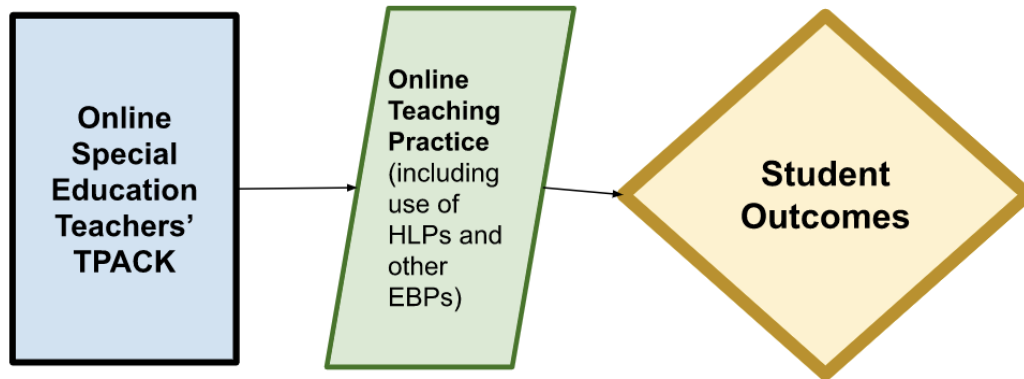 Online
Special
Education
Teachers’
TPACK
Online
Teaching
Practice
(including
use of
HLPs and
other
EBPs)
Student
Outcomes